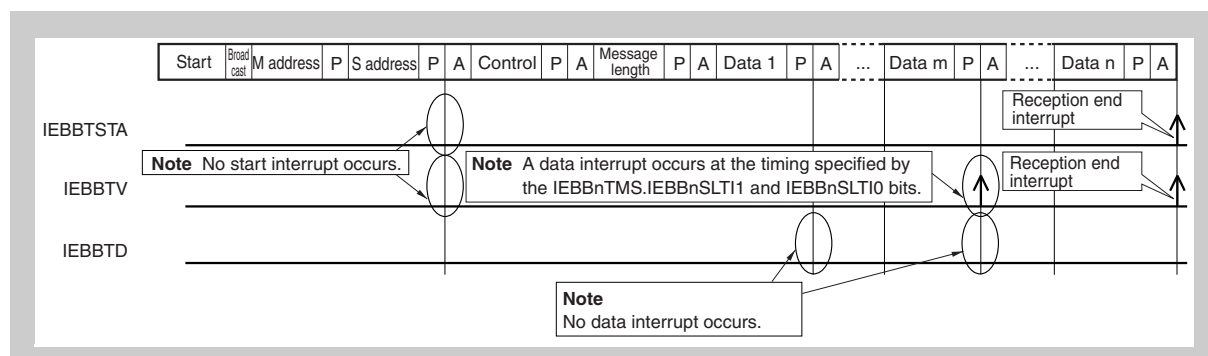 Start Broad cast M address P S address P A Control P A Message length P A Data 1 P A ... Data m P A ... Data n P A
IEBBTSTA
Reception end
interrupt
Note No start interrupt occurs.
Note A data interrupt occurs at the timing specified by
the IEBBnTMS.IEBBnSLTI1 and IEBBnSLTI0 bits.
Reception end
interrupt
IEBBTV
IEBBTD
Note
No data interrupt occurs.